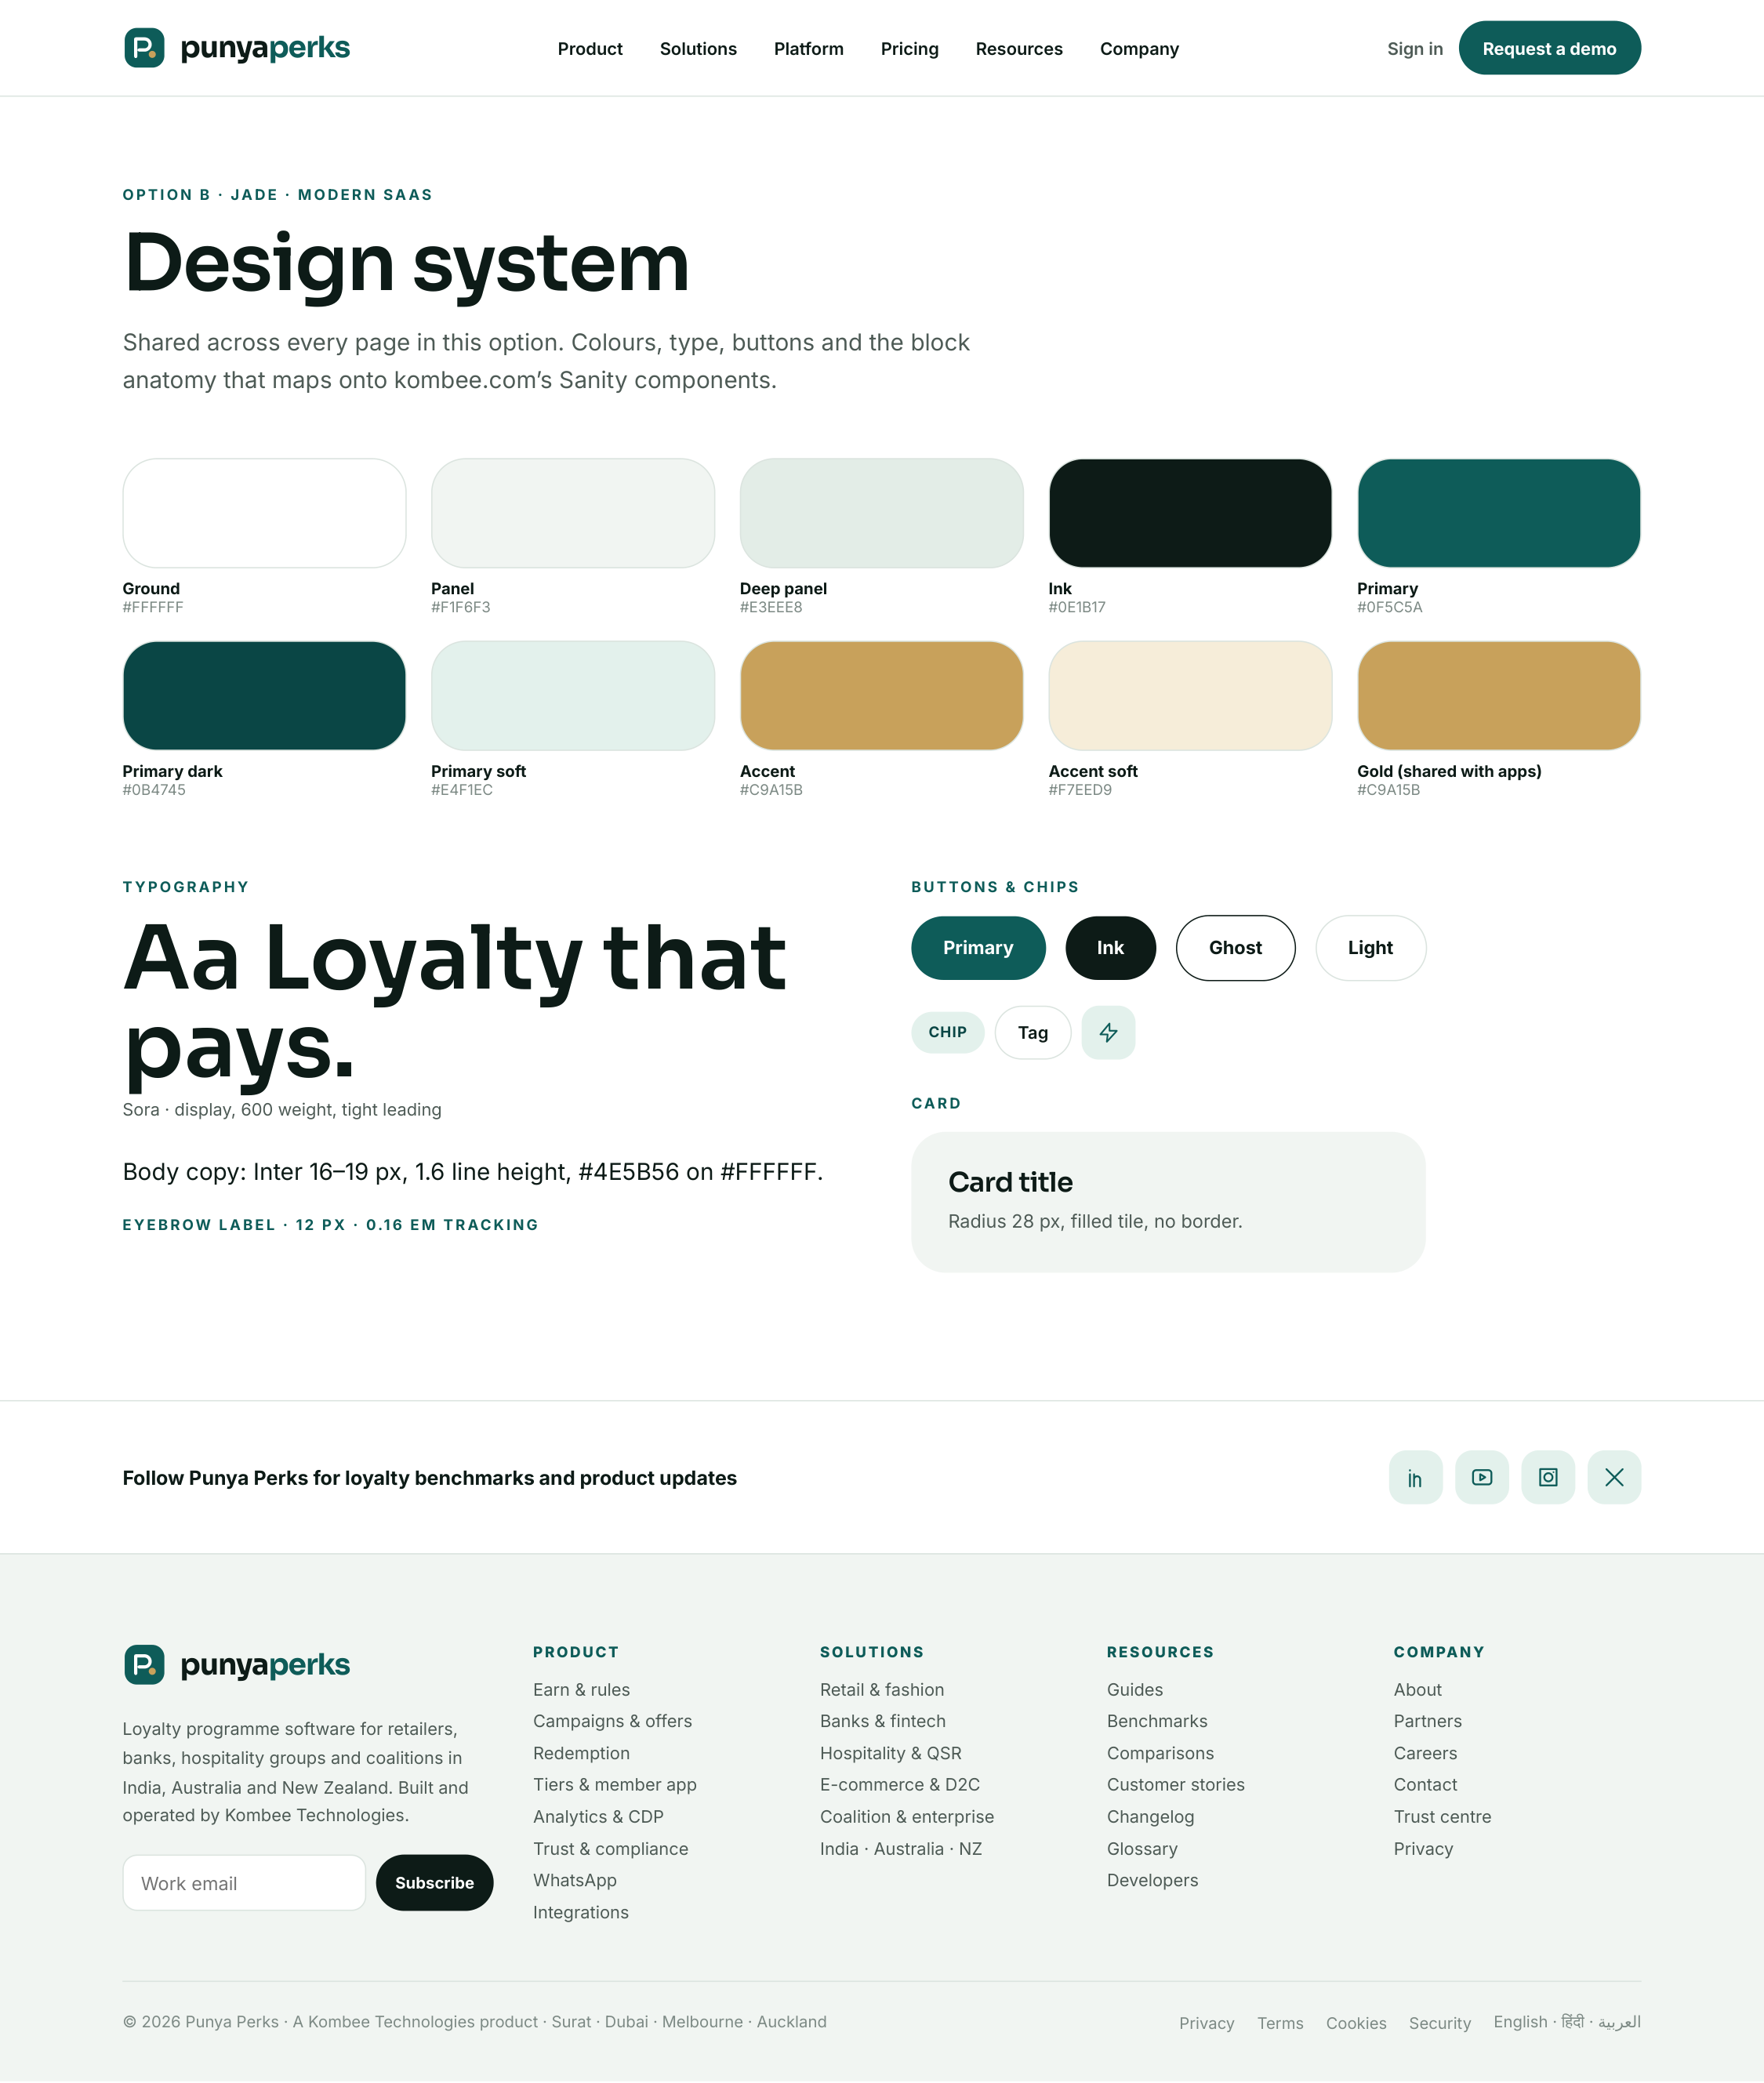 punyaperks
Product Solutions Platform Pricing Resources Company
Sign in Request a demo
OPTION B · JADE · MODERN SAAS
Design system
Shared across every page in this option. Colours, type, buttons and the block
anatomy that maps onto kombee.com’s Sanity components.
Ground
#FFFFFF
Panel
#F1F6F3
Deep panel
#E3EEE8
Ink
#0E1B17
Primary
#0F5C5A
Primary dark
#0B4745
Primary soft
#E4F1EC
Accent
#C9A15B
Accent soft
#F7EED9
Gold (shared with apps)
#C9A15B
TYPOGRAPHY
Aa Loyalty that
pays.
Sora · display, 600 weight, tight leading
Body copy: Inter 16–19 px, 1.6 line height, #4E5B56 on #FFFFFF.
EYEBROW LABEL · 12 PX · 0.16 EM TRACKING
BUTTONS & CHIPS
Primary Ink Ghost Light
CHIP Tag
CARD
Card title
Radius 28 px, filled tile, no border.
Follow Punya Perks for loyalty benchmarks and product updates
punyaperks
Loyalty programme software for retailers,
banks, hospitality groups and coalitions in
India, Australia and New Zealand. Built and
operated by Kombee Technologies.
Work email Subscribe
PRODUCT
Earn & rules
Campaigns & offers
Redemption
Tiers & member app
Analytics & CDP
Trust & compliance
WhatsApp
Integrations
SOLUTIONS
Retail & fashion
Banks & fintech
Hospitality & QSR
E-commerce & D2C
Coalition & enterprise
India · Australia · NZ
RESOURCES
Guides
Benchmarks
Comparisons
Customer stories
Changelog
Glossary
Developers
COMPANY
About
Partners
Careers
Contact
Trust centre
Privacy
© 2026 Punya Perks · A Kombee Technologies product · Surat · Dubai · Melbourne · Auckland
Privacy Terms Cookies Security English · हिंदी · العربية